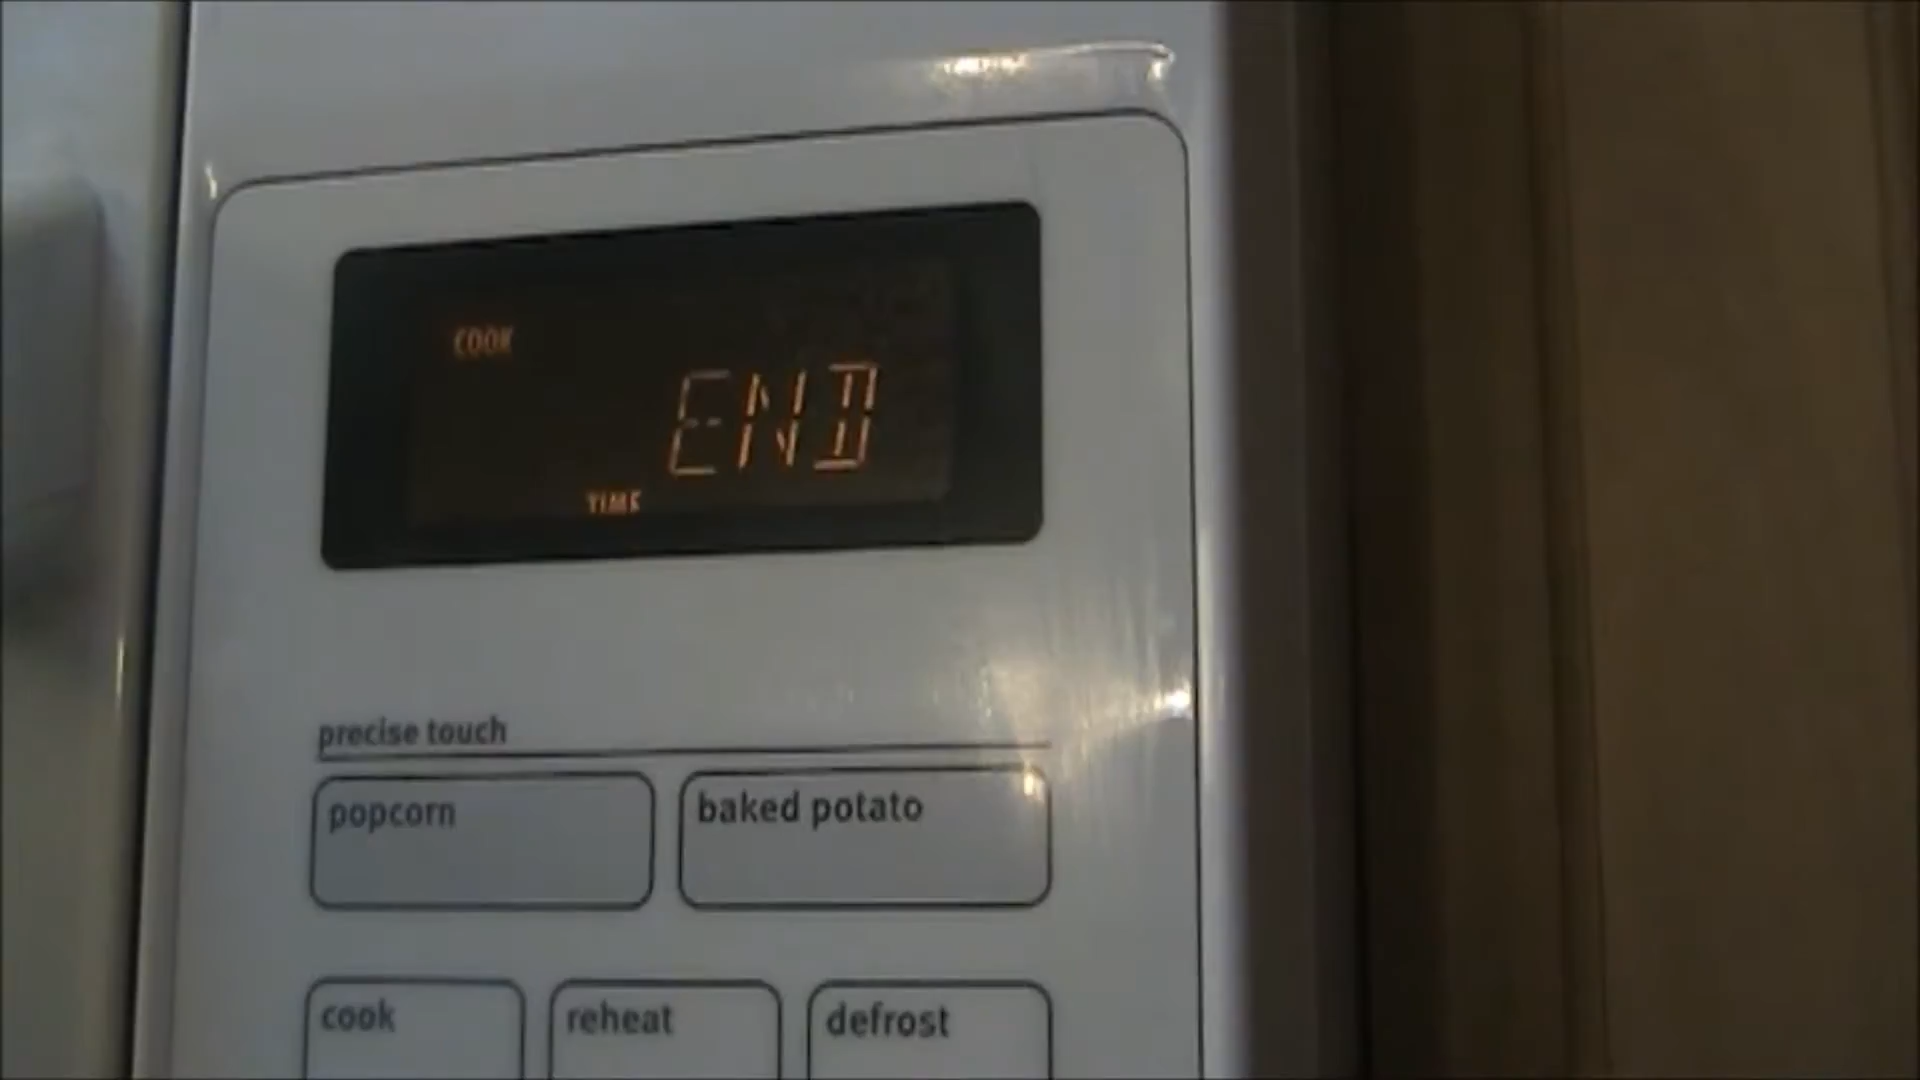 COOK
END
TIME
precise touch
popcorn
baked potato
cook
reheat
defrost